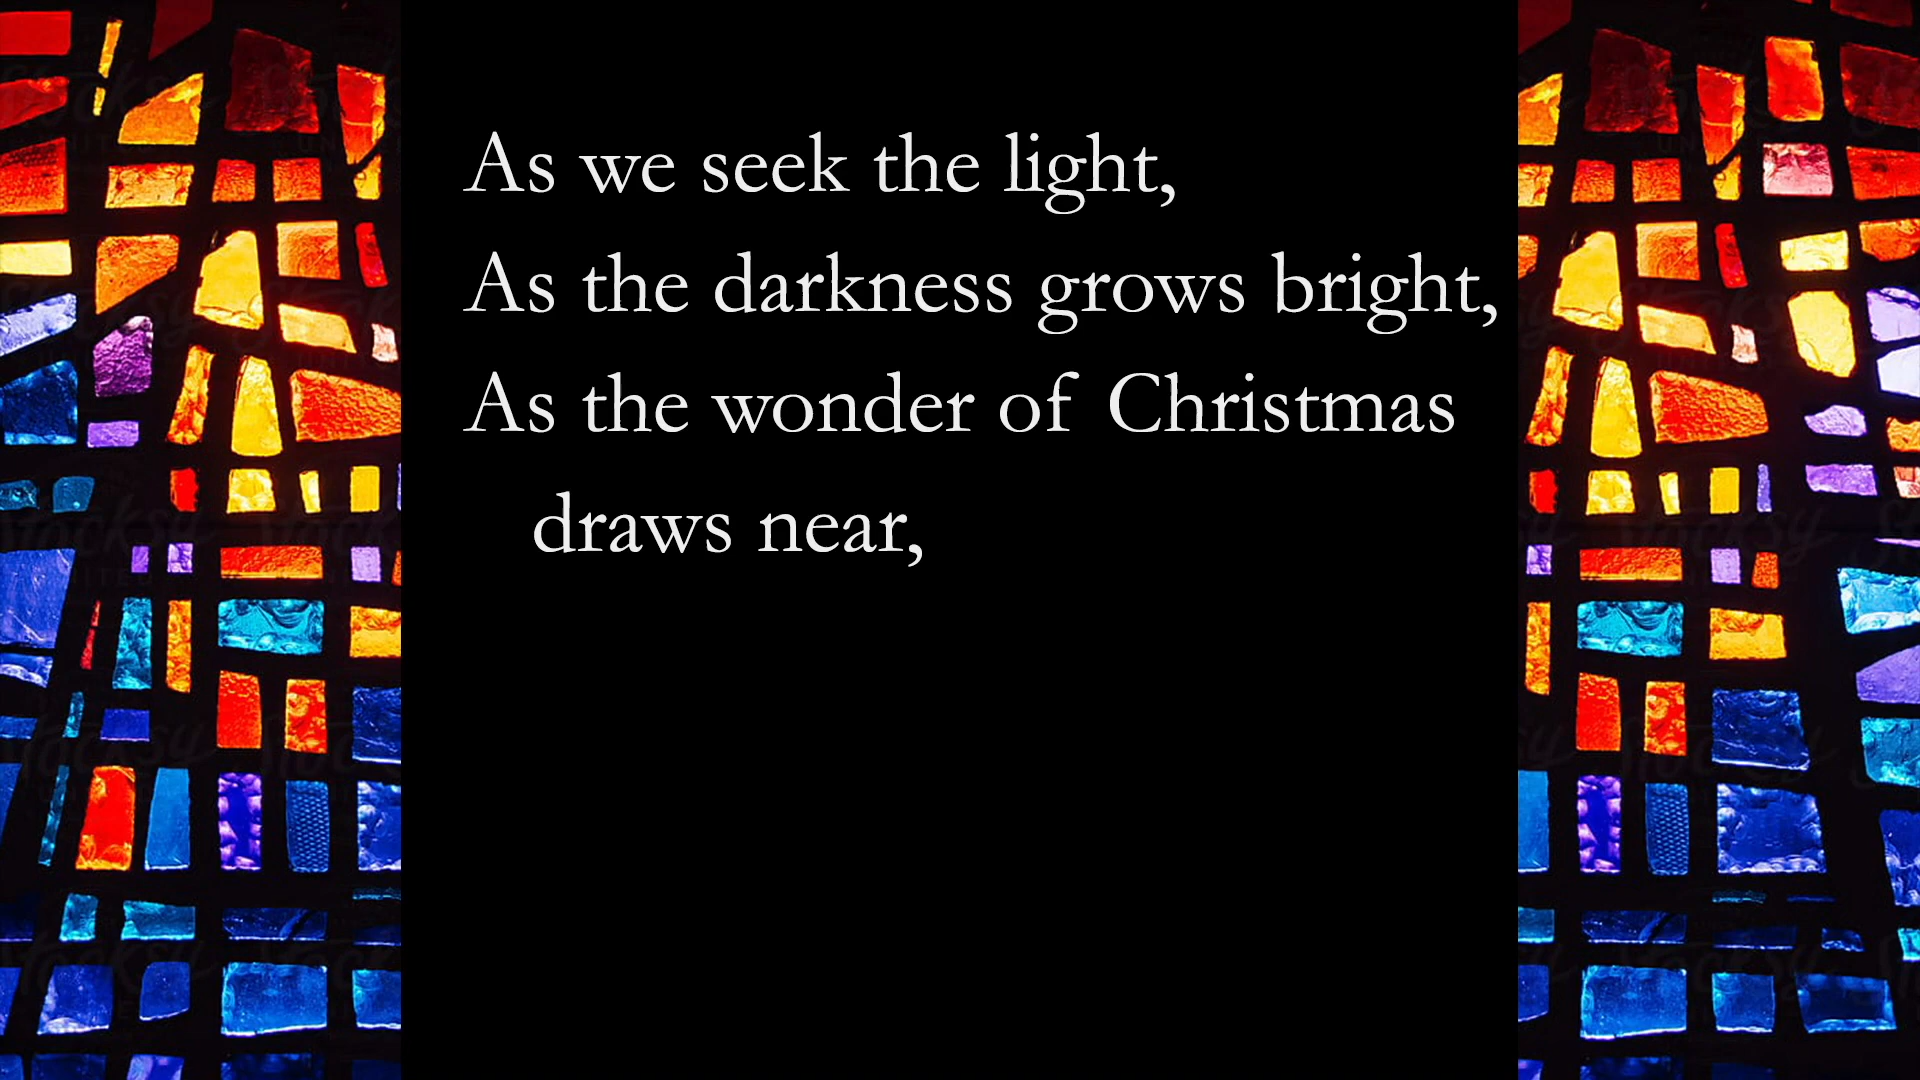 As we seek the light,
As the darkness grows bright,
As the wonder of Christmas
draws near,